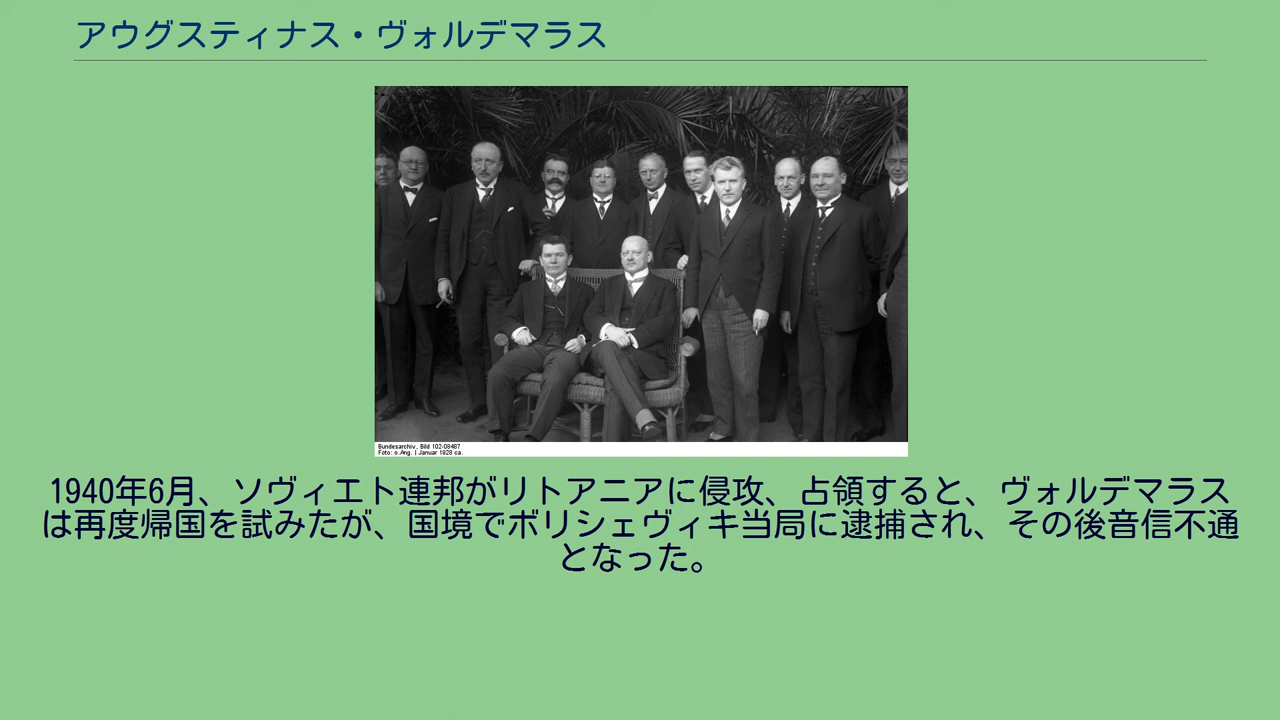 アウグスティナス・ヴォルデマラス
Bundesarchiv, Bild 102-08487
Foto: o.Ang. | Januar 1928 ca.
1940年6月、ソヴィエト連邦がリトアニアに侵攻、占領すると、ヴォルデマラス
は再度帰国を試みたが、国境でボリシェヴィキ当局に逮捕され、その後音信不通
となった。